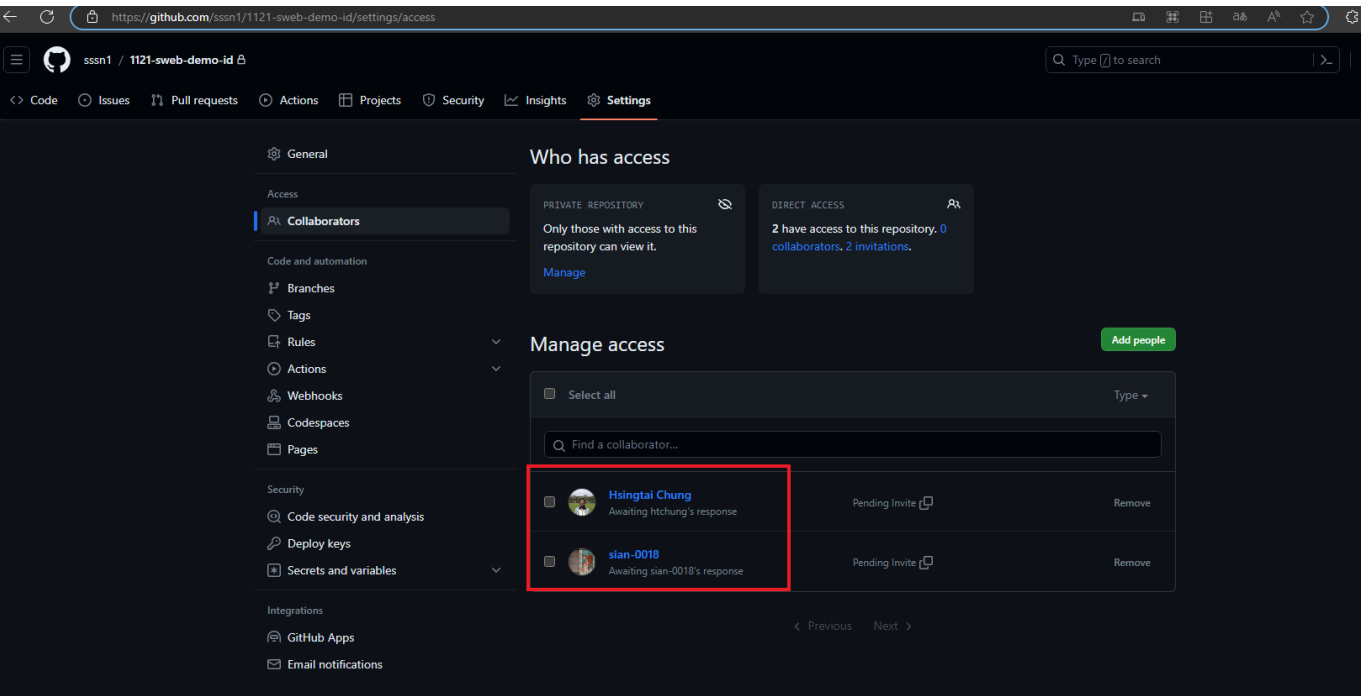 https://github.com/sssn1/1121-sweb-demo-id/settings/access
sssn1 / 1121-sweb-demo-id
Type / to search
Code
Issues
Pull requests
Actions
Projects
Security
Insights
Settings
General
Access
Collaborators
Code and automation
Branches
Tags
Rules
Actions
Webhooks
Codespaces
Pages
Security
Code security and analysis
Deploy keys
Secrets and variables
Integrations
GitHub Apps
Email notifications
Who has access
PRIVATE REPOSITORY
Only those with access to this
repository can view it.
Manage
DIRECT ACCESS
2 have access to this repository. 0
collaborators. 2 invitations.
Manage access
Add people
Select all
Type
Find a collaborator...
Hsingtai Chung
Awaiting htchung's response
Pending Invite
Remove
sian-0018
Awaiting sian-0018's response
Pending Invite
Remove
Previous
Next